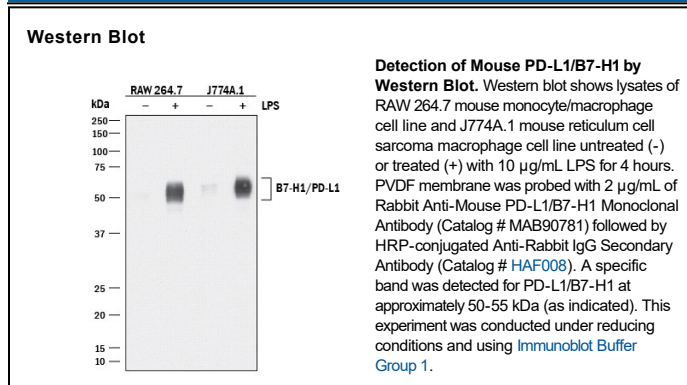 Western Blot
RAW 264.7 J774A.1
kDa – + – + LPS
250
150
100
75
B7-H1/PD-L1
50
37
25
20
15
10
Detection of Mouse PD-L1/B7-H1 by
Western Blot. Western blot shows lysates of
RAW 264.7 mouse monocyte/macrophage
cell line and J774A.1 mouse reticulum cell
sarcoma macrophage cell line untreated (-)
or treated (+) with 10 µg/mL LPS for 4 hours.
PVDF membrane was probed with 2 µg/mL of
Rabbit Anti-Mouse PD-L1/B7-H1 Monoclonal
Antibody (Catalog # MAB90781) followed by
HRP-conjugated Anti-Rabbit IgG Secondary
Antibody (Catalog # HAF008). A specific
band was detected for PD-L1/B7-H1 at
approximately 50-55 kDa (as indicated). This
experiment was conducted under reducing
conditions and using Immunoblot Buffer
Group 1.